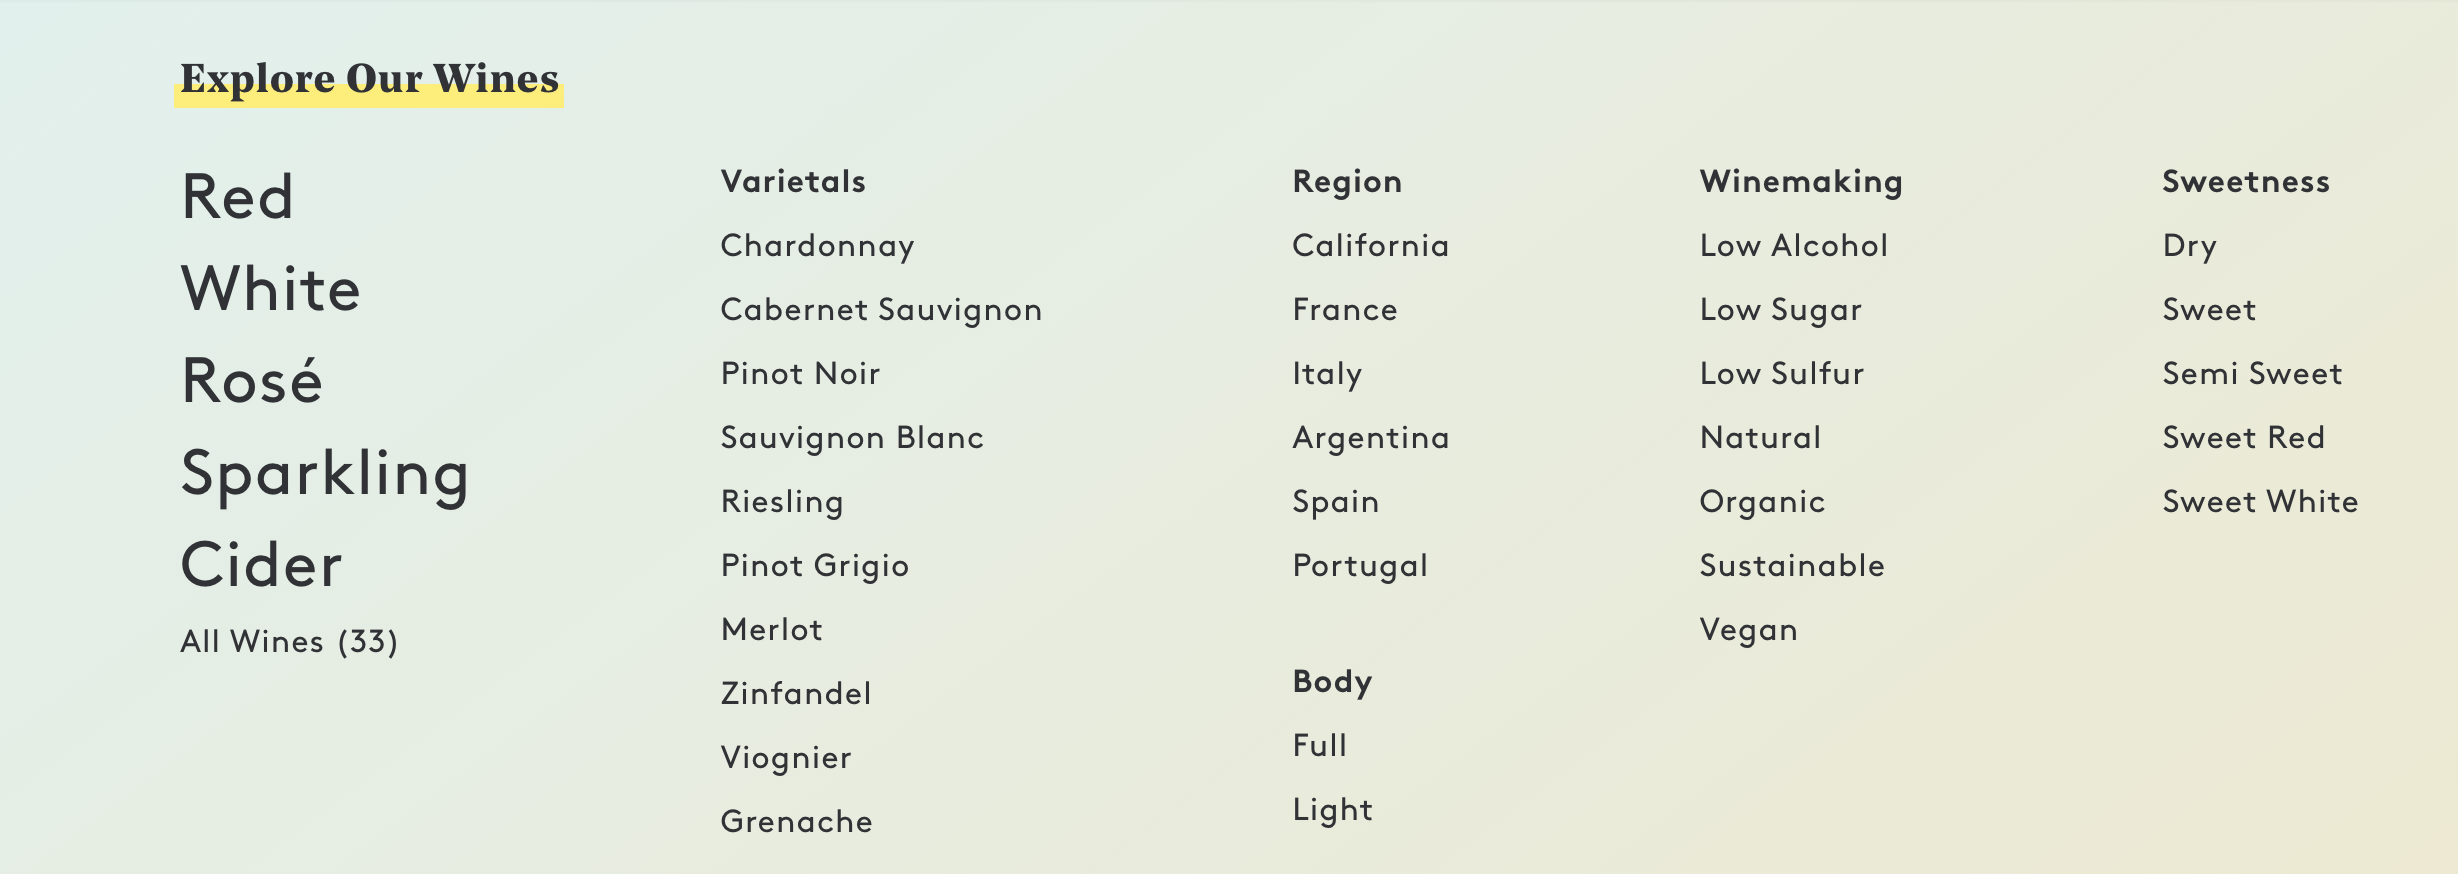 Explore Our Wines
Red
White
Rosé
Sparkling
Cider
All Wines (33)
Varietals
Chardonnay
Cabernet Sauvignon
Pinot Noir
Sauvignon Blanc
Riesling
Pinot Grigio
Merlot
Zinfandel
Viognier
Grenache
Region
California
France
Italy
Argentina
Spain
Portugal
Body
Full
Light
Winemaking
Low Alcohol
Low Sugar
Low Sulfur
Natural
Organic
Sustainable
Vegan
Sweetness
Dry
Sweet
Semi Sweet
Sweet Red
Sweet White